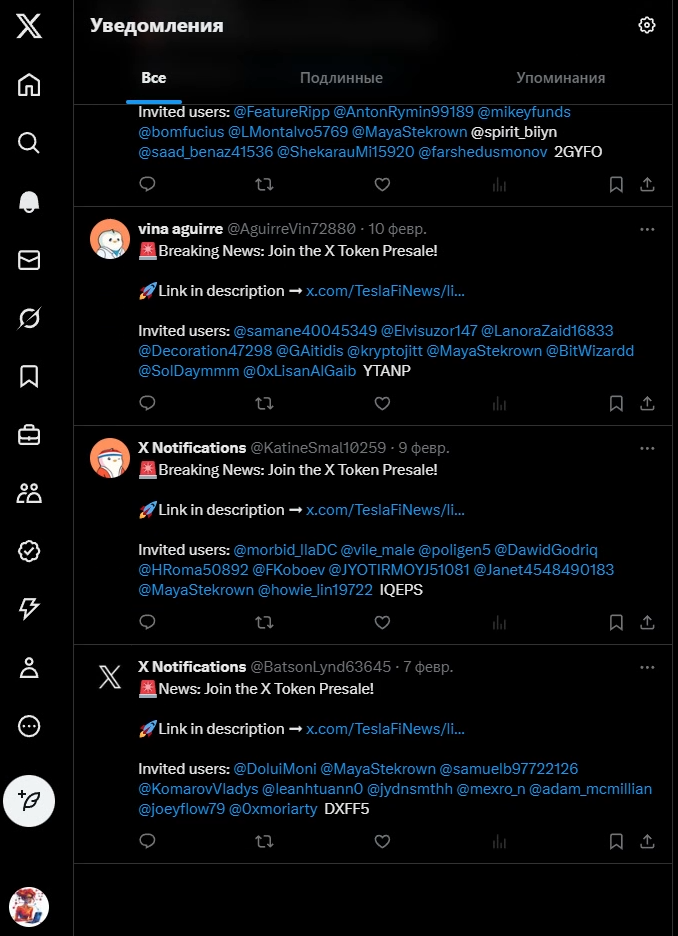 Уведомления
Все Подлинные Упоминания
Invited users: @FeatureRipp @AntonRymin99189 @mikeyfunds
@bomfucius @LMontalvo5769 @MayaStekrown @spirit_biiyn
@saad_benaz41536 @ShekarauMi15920 @farshedusmonov 2GYFO
vina aguirre @AguirreVin72880 · 10 февр.
🚨Breaking News: Join the X Token Presale!
🚀Link in description ➞ x.com/TeslaFiNews/li...
Invited users: @samane40045349 @Elvisuzor147 @LanoraZaid16833
@Decoration47298 @GAitidis @kryptojitt @MayaStekrown @BitWizardd
@SolDaymmm @0xLisanAlGaib YTANP
X Notifications @KatineSmal10259 · 9 февр.
🚨Breaking News: Join the X Token Presale!
🚀Link in description ➞ x.com/TeslaFiNews/li...
Invited users: @morbid_llaDC @vile_male @poligen5 @DawidGodriq
@HRoma50892 @FKoboev @JYOTIRMOYJ51081 @Janet4548490183
@MayaStekrown @howie_lin19722 IQEPS
X Notifications @BatsonLynd63645 · 7 февр.
🚨News: Join the X Token Presale!
🚀Link in description ➞ x.com/TeslaFiNews/li...
Invited users: @DoluiMoni @MayaStekrown @samuelb97722126
@KomarovVladys @leanhtuann0 @jydnsmthh @mexro_n @adam_mcmillian
@joeyflow79 @0xmoriarty DXFF5